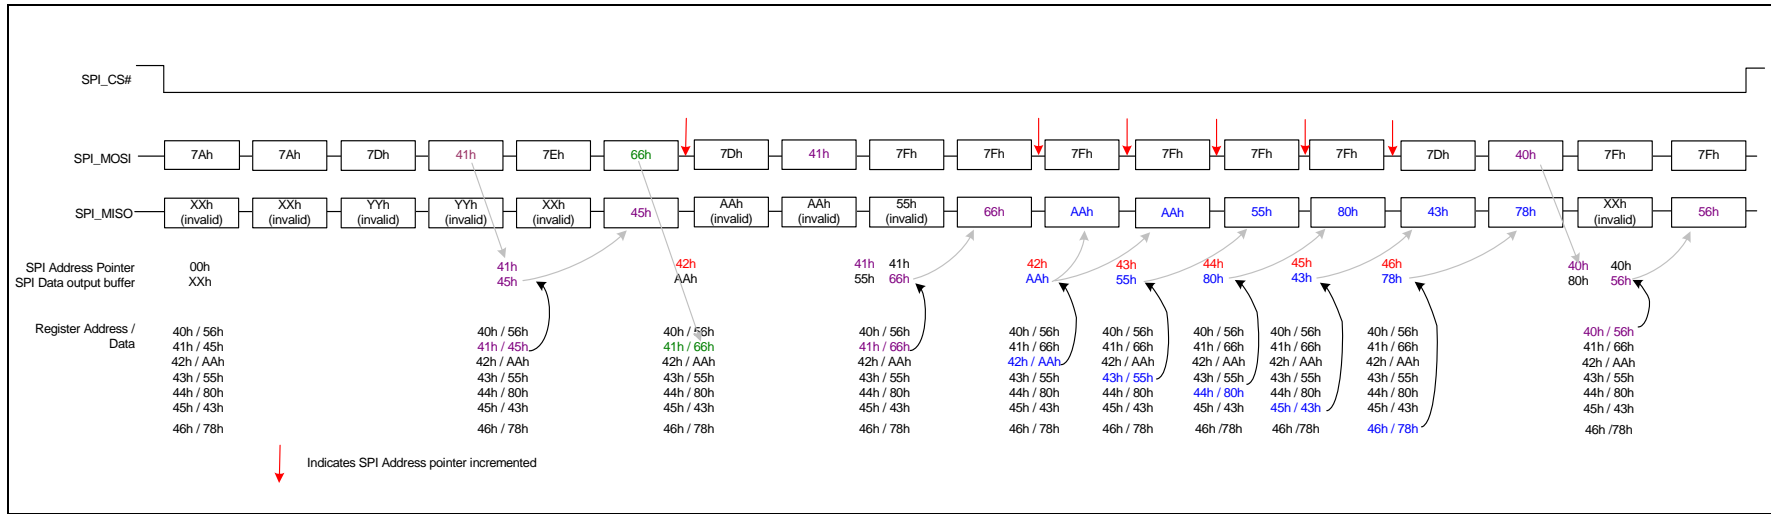 SPI_CS#
SPI_MOSI 7Ah 7Ah 7Dh 41h 7Eh 66h 7Dh 41h 7Fh 7Fh 7Fh 7Fh 7Fh 7Fh 7Dh 40h 7Fh 7Fh
SPI_MISO XXh (invalid) XXh (invalid) YYh (invalid) YYh (invalid) XXh (invalid) 45h AAh (invalid) AAh (invalid) 55h (invalid) 66h AAh AAh 55h 80h 43h 78h XXh (invalid) 56h
SPI Address Pointer 00h 41h 42h 41h 41h 42h 43h 44h 45h 46h 40h 40h
SPI Data output buffer XXh 45h AAh 55h 66h AAh 55h 80h 43h 78h 80h 56h
Register Address / Data
40h / 56h 40h / 56h 40h / 56h 40h / 56h 40h / 56h 40h / 56h 40h / 56h 40h / 56h 40h / 56h 40h / 56h
41h / 45h 41h / 45h 41h / 66h 41h / 66h 41h / 66h 41h / 66h 41h / 66h 41h / 66h 41h / 66h 41h / 66h
42h / AAh 42h / AAh 42h / AAh 42h / AAh 42h / AAh 42h / AAh 42h / AAh 42h / AAh 42h / AAh 42h / AAh
43h / 55h 43h / 55h 43h / 55h 43h / 55h 43h / 55h 43h / 55h 43h / 55h 43h / 55h 43h / 55h 43h / 55h
44h / 80h 44h / 80h 44h / 80h 44h / 80h 44h / 80h 44h / 80h 44h / 80h 44h / 80h 44h / 80h 44h / 80h
45h / 43h 45h / 43h 45h / 43h 45h / 43h 45h / 43h 45h / 43h 45h / 43h 45h / 43h 45h / 43h 45h / 43h
46h / 78h 46h / 78h 46h / 78h 46h / 78h 46h / 78h 46h / 78h 46h /78h 46h /78h 46h / 78h 46h /78h
Indicates SPI Address pointer incremented